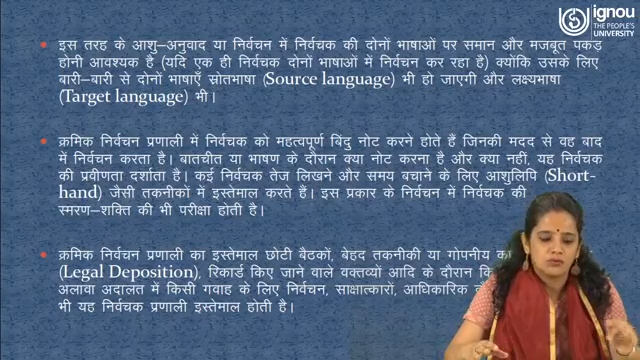 ignou
THE PEOPLE'S
UNIVERSITY
इस तरह के आशु–अनुवाद या निर्वचन में निर्वचक की दोनों भाषाओं पर समान और मजबूत पकड़
होनी आवश्यक है (यदि एक ही निर्वचक दोनों भाषाओं में निर्वचन कर रहा है) क्योंकि उसके लिए
बारी–बारी से दोनों भाषाएँ स्रोतभाषा (Source language) भी हो जाएगी और लक्ष्यभाषा
(Target language) भी।
क्रमिक निर्वचन प्रणाली में निर्वचक को महत्वपूर्ण बिंदु नोट करने होते हैं जिनकी मदद से वह बाद
में निर्वचन करता है। बातचीत या भाषण के दौरान क्या नोट करना है और क्या नहीं, यह निर्वचक
की प्रवीणता दर्शाता है। कई निर्वचक तेज लिखने और समय बचाने के लिए आशुलिपि (Short-
hand) जैसी तकनीकों में इस्तेमाल करते हैं। इस प्रकार के निर्वचन में निर्वचक की
स्मरण–शक्ति की भी परीक्षा होती है।
क्रमिक निर्वचन प्रणाली का इस्तेमाल छोटी बैठकों, बेहद तकनीकी या गोपनीय
(Legal Deposition), रिकार्ड किए जाने वाले वक्तव्यों आदि के दौरान
अलावा अदालत में किसी गवाह के लिए निर्वचन, साक्षात्कारों, आधिकारिक
भी यह निर्वचक प्रणाली इस्तेमाल होती है।